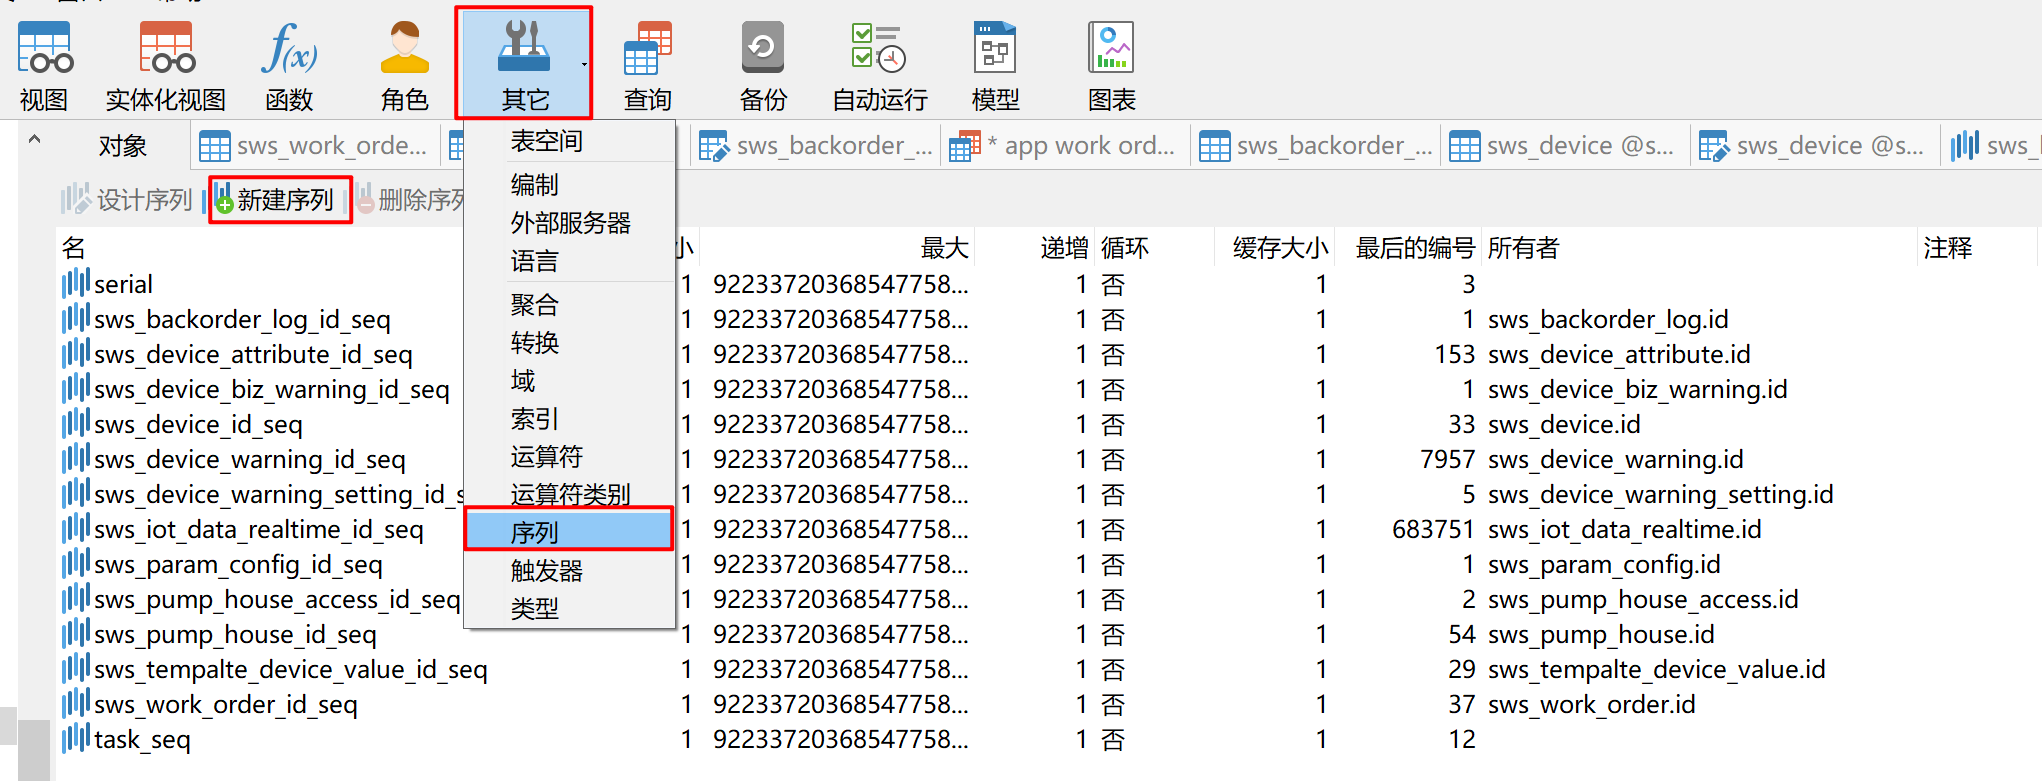 视图 实体化视图 函数 角色 其它 查询 备份 自动运行 模型 图表
对象 sws_work_orde... sws_backorder_... * app work ord... sws_backorder_... sws_device @s... sws_device @s...
设计序列 新建序列 删除序列
表空间
编制
外部服务器
语言
聚合
转换
域
索引
运算符
运算符类别
序列
触发器
类型
名 小 最大 递增 循环 缓存大小 最后的编号 所有者 注释
serial 1 92233720368547758... 1 否 1 3
sws_backorder_log_id_seq 1 92233720368547758... 1 否 1 1 sws_backorder_log.id
sws_device_attribute_id_seq 1 92233720368547758... 1 否 1 153 sws_device_attribute.id
sws_device_biz_warning_id_seq 1 92233720368547758... 1 否 1 1 sws_device_biz_warning.id
sws_device_id_seq 1 92233720368547758... 1 否 1 33 sws_device.id
sws_device_warning_id_seq 1 92233720368547758... 1 否 1 7957 sws_device_warning.id
sws_device_warning_setting_id_s 1 92233720368547758... 1 否 1 5 sws_device_warning_setting.id
sws_iot_data_realtime_id_seq 1 92233720368547758... 1 否 1 683751 sws_iot_data_realtime.id
sws_param_config_id_seq 1 92233720368547758... 1 否 1 1 sws_param_config.id
sws_pump_house_access_id_seq 1 92233720368547758... 1 否 1 2 sws_pump_house_access.id
sws_pump_house_id_seq 1 92233720368547758... 1 否 1 54 sws_pump_house.id
sws_tempalte_device_value_id_seq 1 92233720368547758... 1 否 1 29 sws_tempalte_device_value.id
sws_work_order_id_seq 1 92233720368547758... 1 否 1 37 sws_work_order.id
task_seq 1 92233720368547758... 1 否 1 12